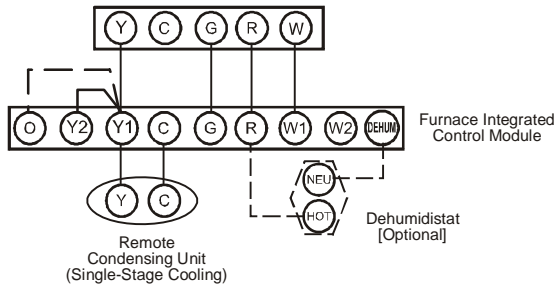 Y C G R W
O Y2 Y1 C G R W1 W2 DEHUM
Furnace Integrated
Control Module
NEU
HOT
Dehumidistat
[Optional]
Y C
Remote
Condensing Unit
(Single-Stage Cooling)